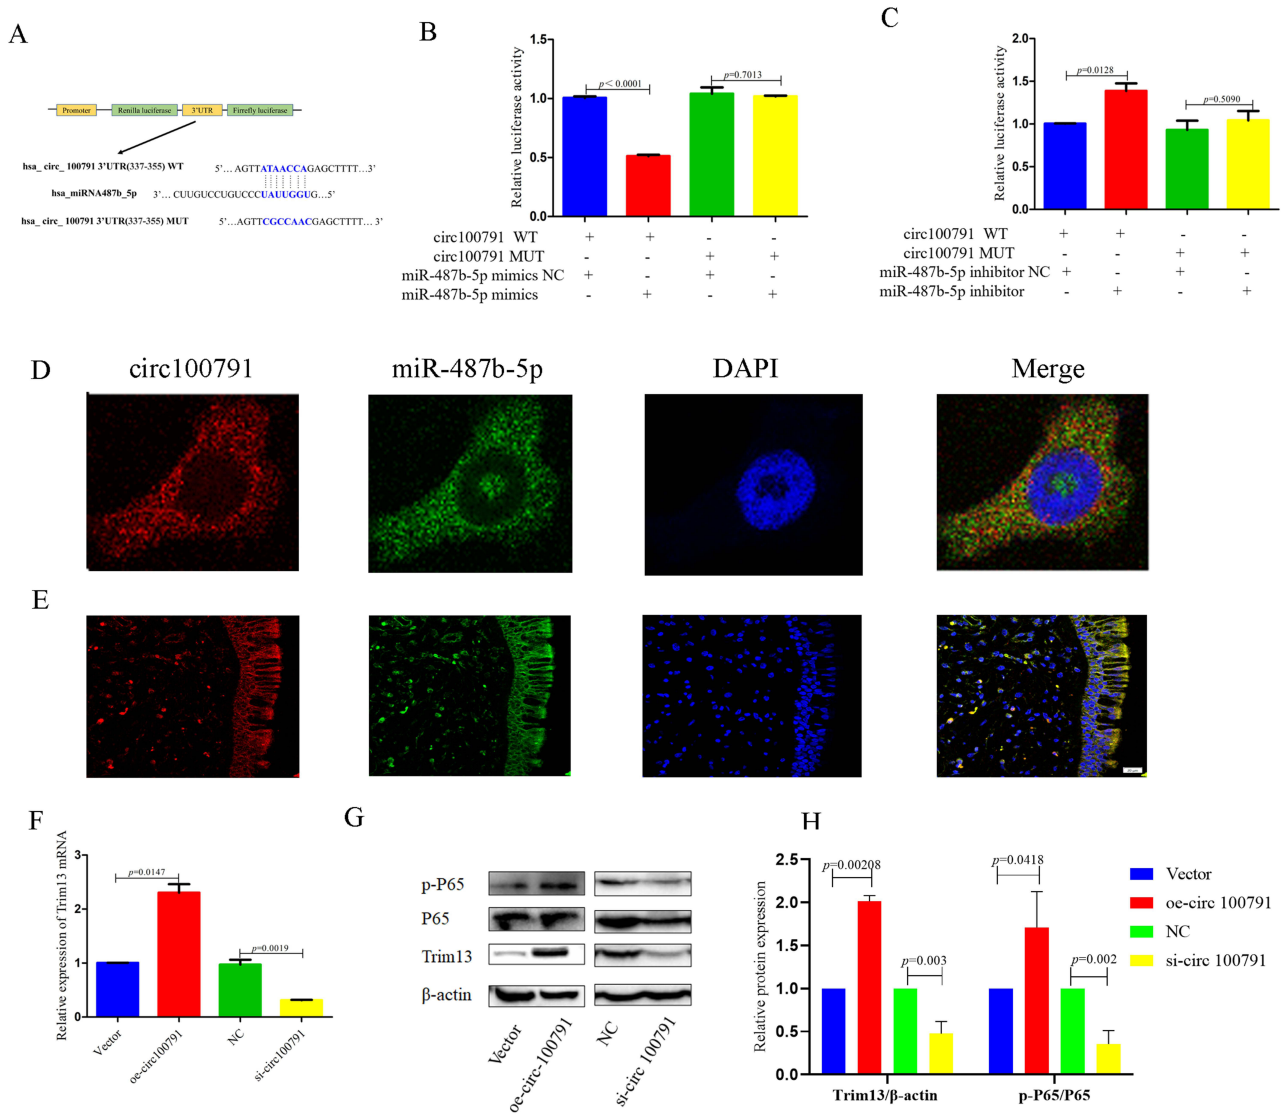 A
Promoter
Renilla luciferase
3'UTR
Firrefly luciferase
hsa_ circ_ 100791 3'UTR(337-355) WT
5'… AGTTATAACCAGAGCTTTT…3'
hsa_miRNA487b_5p
3'… CUUGUCCUGUCCCUAUUGGUG…5'
hsa_ circ_ 100791 3'UTR(337-355) MUT
5'…AGTTCGCCAACGAGCTTTT… 3'
B
Relative luciferase activity
1.5
1.0
0.5
0.0
p< 0.0001
p=0.7013
circ100791 WT + + - -
circ100791 MUT - - + +
miR-487b-5p mimics NC + - + -
miR-487b-5p mimics - + - +
C
Relative luciferase activity
2.0
1.5
1.0
0.5
0.0
p=0.0128
p=0.5090
circ100791 WT + + - -
circ100791 MUT - - + +
miR-487b-5p inhibitor NC + - + -
miR-487b-5p inhibitor - + - +
D
circ100791
miR-487b-5p
DAPI
Merge
E
F
Relative expression of Trim13 mRNA
3
2
1
0
p=0.0147
p=0.0019
Vector
oe-circ100791
NC
si-circ100791
G
p-P65
P65
Trim13
β-actin
Vector
oe-circ-100791
NC
si-circ 100791
H
Relative protein expression
2.5
2.0
1.5
1.0
0.5
0.0
p=0.00208
p=0.003
p=0.0418
p=0.002
Trim13/β-actin
p-P65/P65
Vector
oe-circ 100791
NC
si-circ 100791